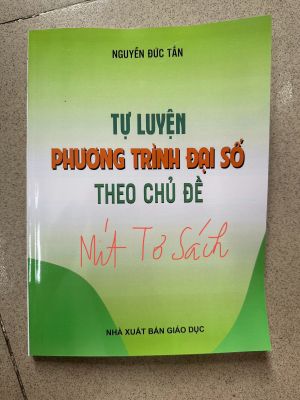 NGUYỄN ĐỨC TẤN
TỰ LUYỆN
PHƯƠNG TRÌNH ĐẠI SỐ
THEO CHỦ ĐỀ
Mít Tơ Sách
NHÀ XUẤT BẢN GIÁO DỤC